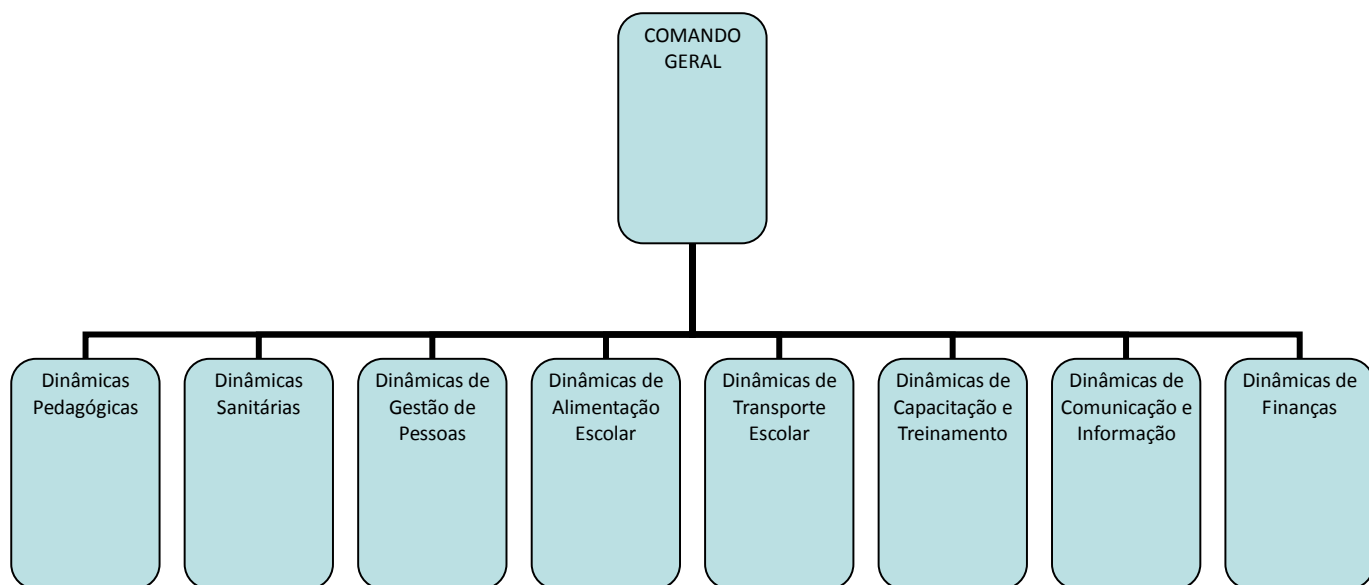 COMANDO
GERAL
Dinâmicas
Pedagógicas
Dinâmicas
Sanitárias
Dinâmicas de
Gestão de
Pessoas
Dinâmicas de
Alimentação
Escolar
Dinâmicas de
Transporte
Escolar
Dinâmicas de
Capacitação e
Treinamento
Dinâmicas de
Comunicação e
Informação
Dinâmicas de
Finanças